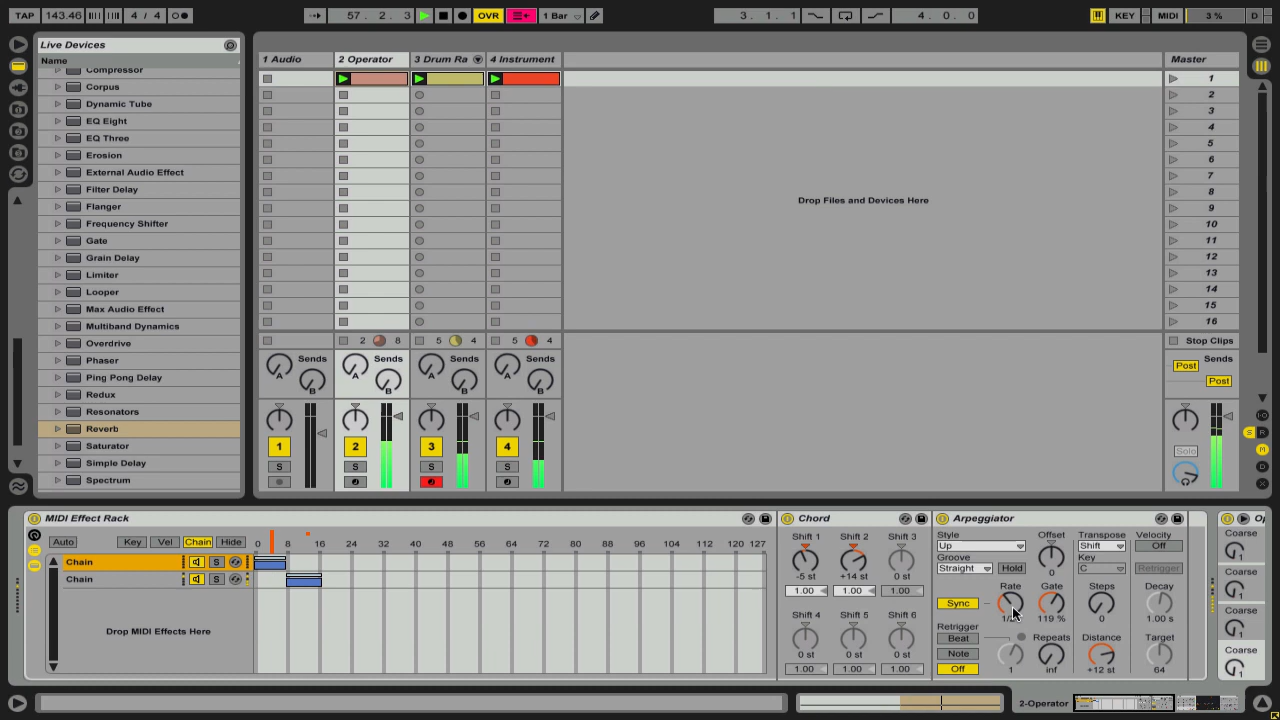 TAP 143.46 4 / 4 57 . 2 . 3 OVR 1 Bar 3 . 1 . 1 4 . 0 . 0 KEY MIDI 3 % D
Live Devices
Name
Compressor
Corpus
Dynamic Tube
EQ Eight
EQ Three
Erosion
External Audio Effect
Filter Delay
Flanger
Frequency Shifter
Gate
Grain Delay
Limiter
Looper
Max Audio Effect
Multiband Dynamics
Overdrive
Phaser
Ping Pong Delay
Redux
Resonators
Reverb
Saturator
Simple Delay
Spectrum
1 Audio 2 Operator 3 Drum Ra 4 Instrument Master
1
2
3
4
5
6
7
8
9
10
11
12
13
14
15
16
Drop Files and Devices Here
2 8 5 4 5 4 Stop Clips
Sends Sends Sends Sends Sends
A A A A Post
B B B B Post
1 2 3 4 Solo
S S S S
S R
M
D
MIDI Effect Rack
Auto Key Vel Chain Hide 0 8 16 24 32 40 48 56 64 72 80 88 96 104 112 120 127
Chain S
Chain S
Drop MIDI Effects Here
Chord
Shift 1 Shift 2 Shift 3
-5 st +14 st 0 st
1.00 1.00 1.00
Shift 4 Shift 5 Shift 6
0 st 0 st 0 st
1.00 1.00 1.00
Arpeggiator
Style Offset Transpose Velocity
Up Shift Off
Groove Key
Straight Hold 0 C Retrigger
Rate Gate Steps Decay
Sync
119 % 0 1.00 s
Retrigger
Beat Repeats Distance Target
Note
Off 1 inf +12 st 64
Coarse
1
Coarse
1
Coarse
1
Coarse
1
2-Operator